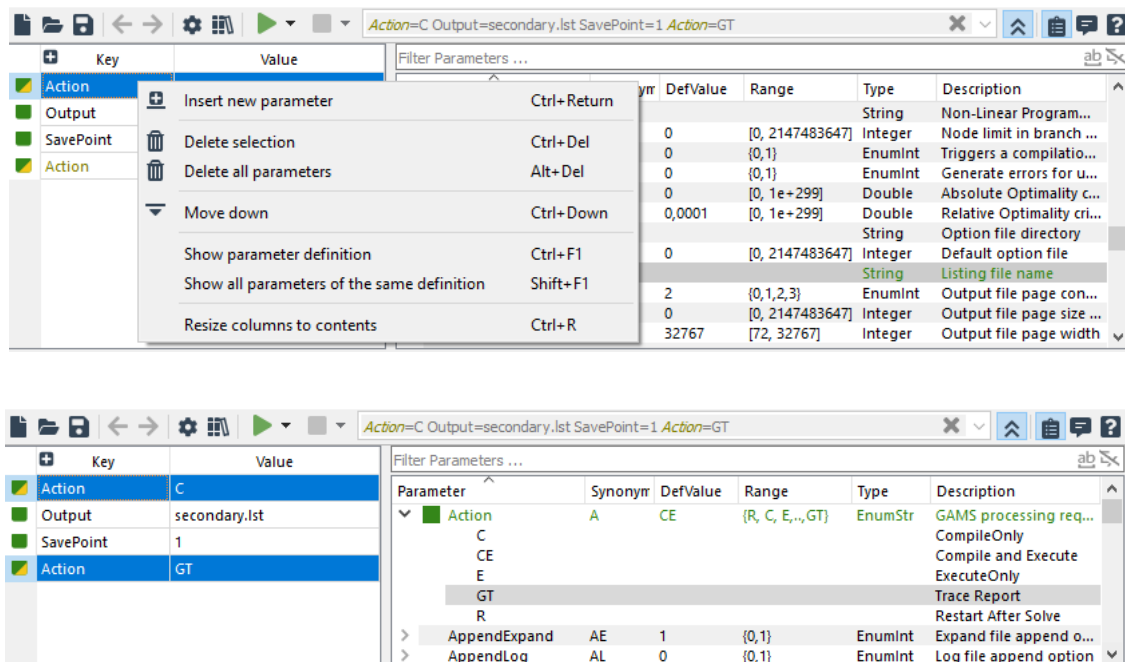 Action=C Output=secondary.lst SavePoint=1 Action=GT
Key Value
Filter Parameters ... ab
Action
Output
SavePoint
Action
Insert new parameter Ctrl+Return
Delete selection Ctrl+Del
Delete all parameters Alt+Del
Move down Ctrl+Down
Show parameter definition Ctrl+F1
Show all parameters of the same definition Shift+F1
Resize columns to contents Ctrl+R
ym DefValue Range Type Description
String Non-Linear Program...
0 [0, 2147483647] Integer Node limit in branch ...
0 {0,1} EnumInt Triggers a compilatio...
0 {0,1} EnumInt Generate errors for u...
0 [0, 1e+299] Double Absolute Optimality c...
0,0001 [0, 1e+299] Double Relative Optimality cri...
String Option file directory
0 [0, 2147483647] Integer Default option file
String Listing file name
2 {0,1,2,3} EnumInt Output file page con...
0 [0, 2147483647] Integer Output file page size ...
32767 [72, 32767] Integer Output file page width
Action=C Output=secondary.lst SavePoint=1 Action=GT
Key Value
Action C
Output secondary.lst
SavePoint 1
Action GT
Filter Parameters ... ab
Parameter Synonym DefValue Range Type Description
Action A CE {R, C, E,..,GT} EnumStr GAMS processing req...
C CompileOnly
CE Compile and Execute
E ExecuteOnly
GT Trace Report
R Restart After Solve
AppendExpand AE 1 {0,1} EnumInt Expand file append o...
AppendLog AL 0 {0,1} EnumInt Log file append option